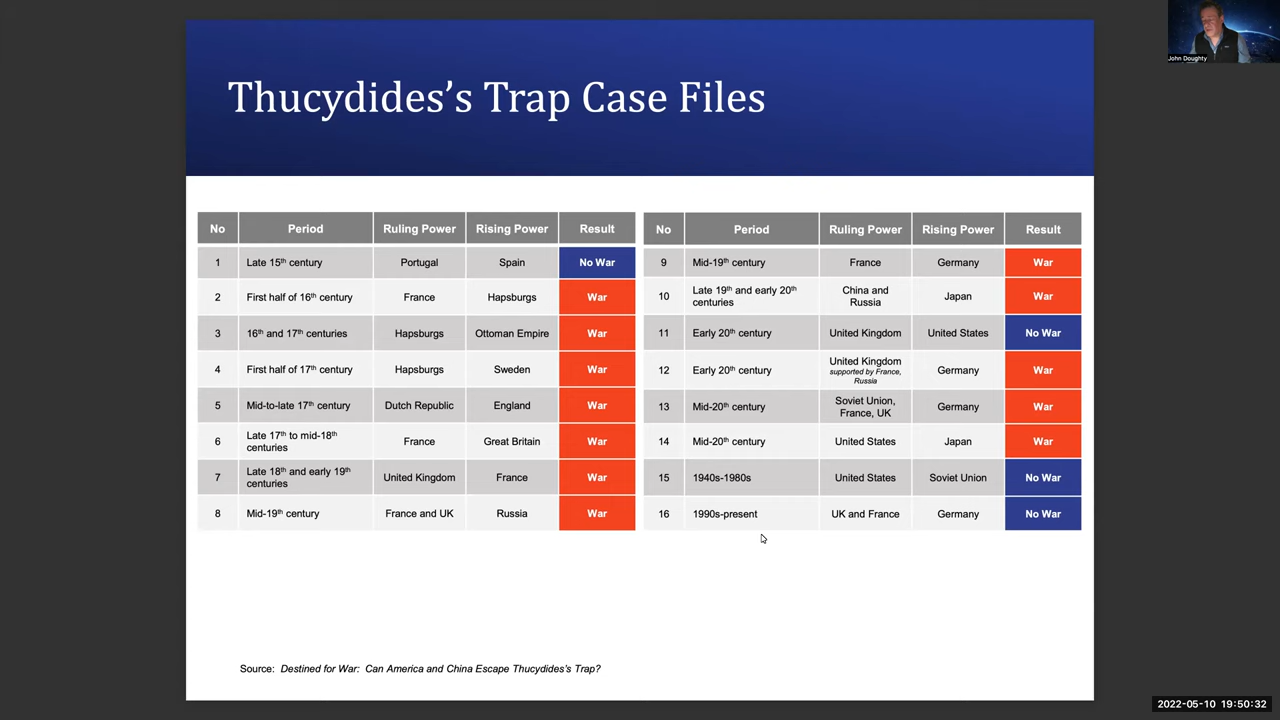 Thucydides’s Trap Case Files
John Doughty
No Period Ruling Power Rising Power Result
1 Late 15th century Portugal Spain No War
2 First half of 16th century France Hapsburgs War
3 16th and 17th centuries Hapsburgs Ottoman Empire War
4 First half of 17th century Hapsburgs Sweden War
5 Mid-to-late 17th century Dutch Republic England War
6 Late 17th to mid-18th centuries France Great Britain War
7 Late 18th and early 19th centuries United Kingdom France War
8 Mid-19th century France and UK Russia War
No Period Ruling Power Rising Power Result
9 Mid-19th century France Germany War
10 Late 19th and early 20th centuries China and Russia Japan War
11 Early 20th century United Kingdom United States No War
12 Early 20th century United Kingdom supported by France, Russia Germany War
13 Mid-20th century Soviet Union, France, UK Germany War
14 Mid-20th century United States Japan War
15 1940s-1980s United States Soviet Union No War
16 1990s-present UK and France Germany No War
Source: Destined for War: Can America and China Escape Thucydides’s Trap?
2022-05-10 19:50:32